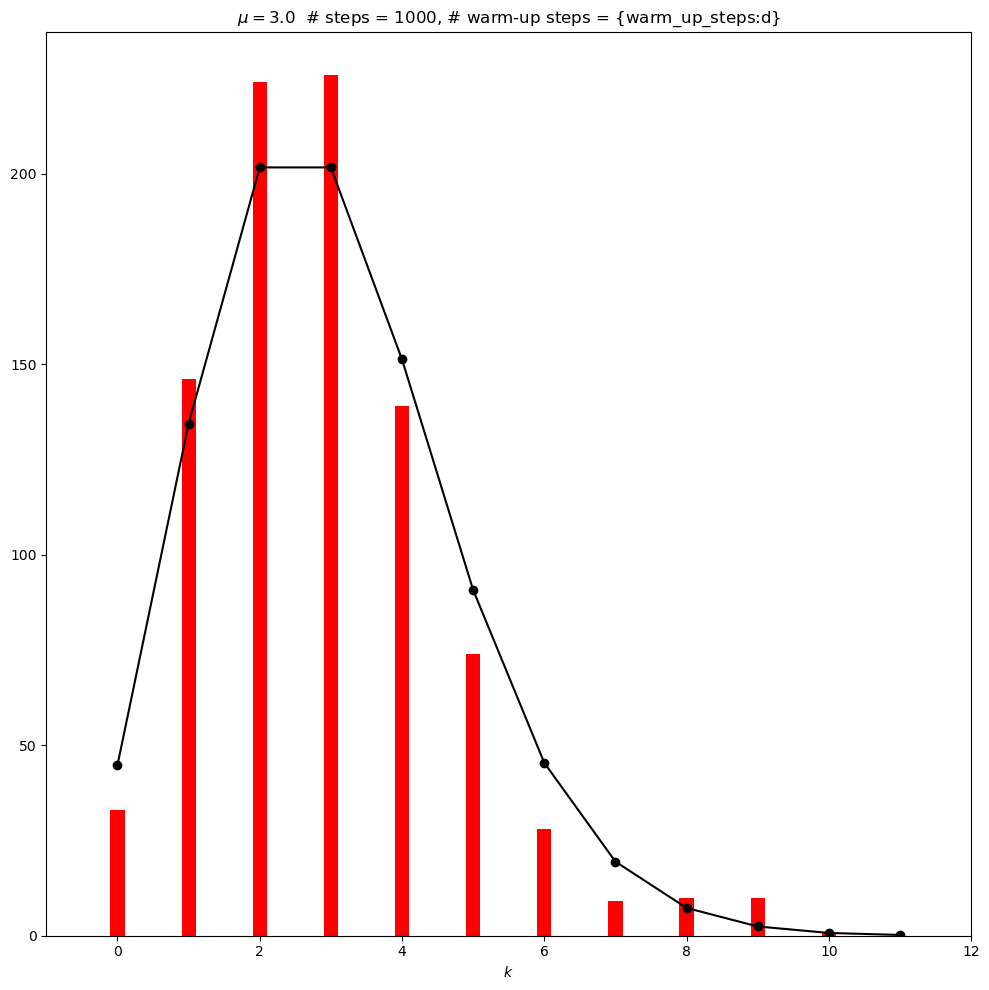 μ = 3.0 # steps = 1000, # warm-up steps = {warm_up_steps:d}
200
150
100
50
0
0 2 4 6 8 10 12
k